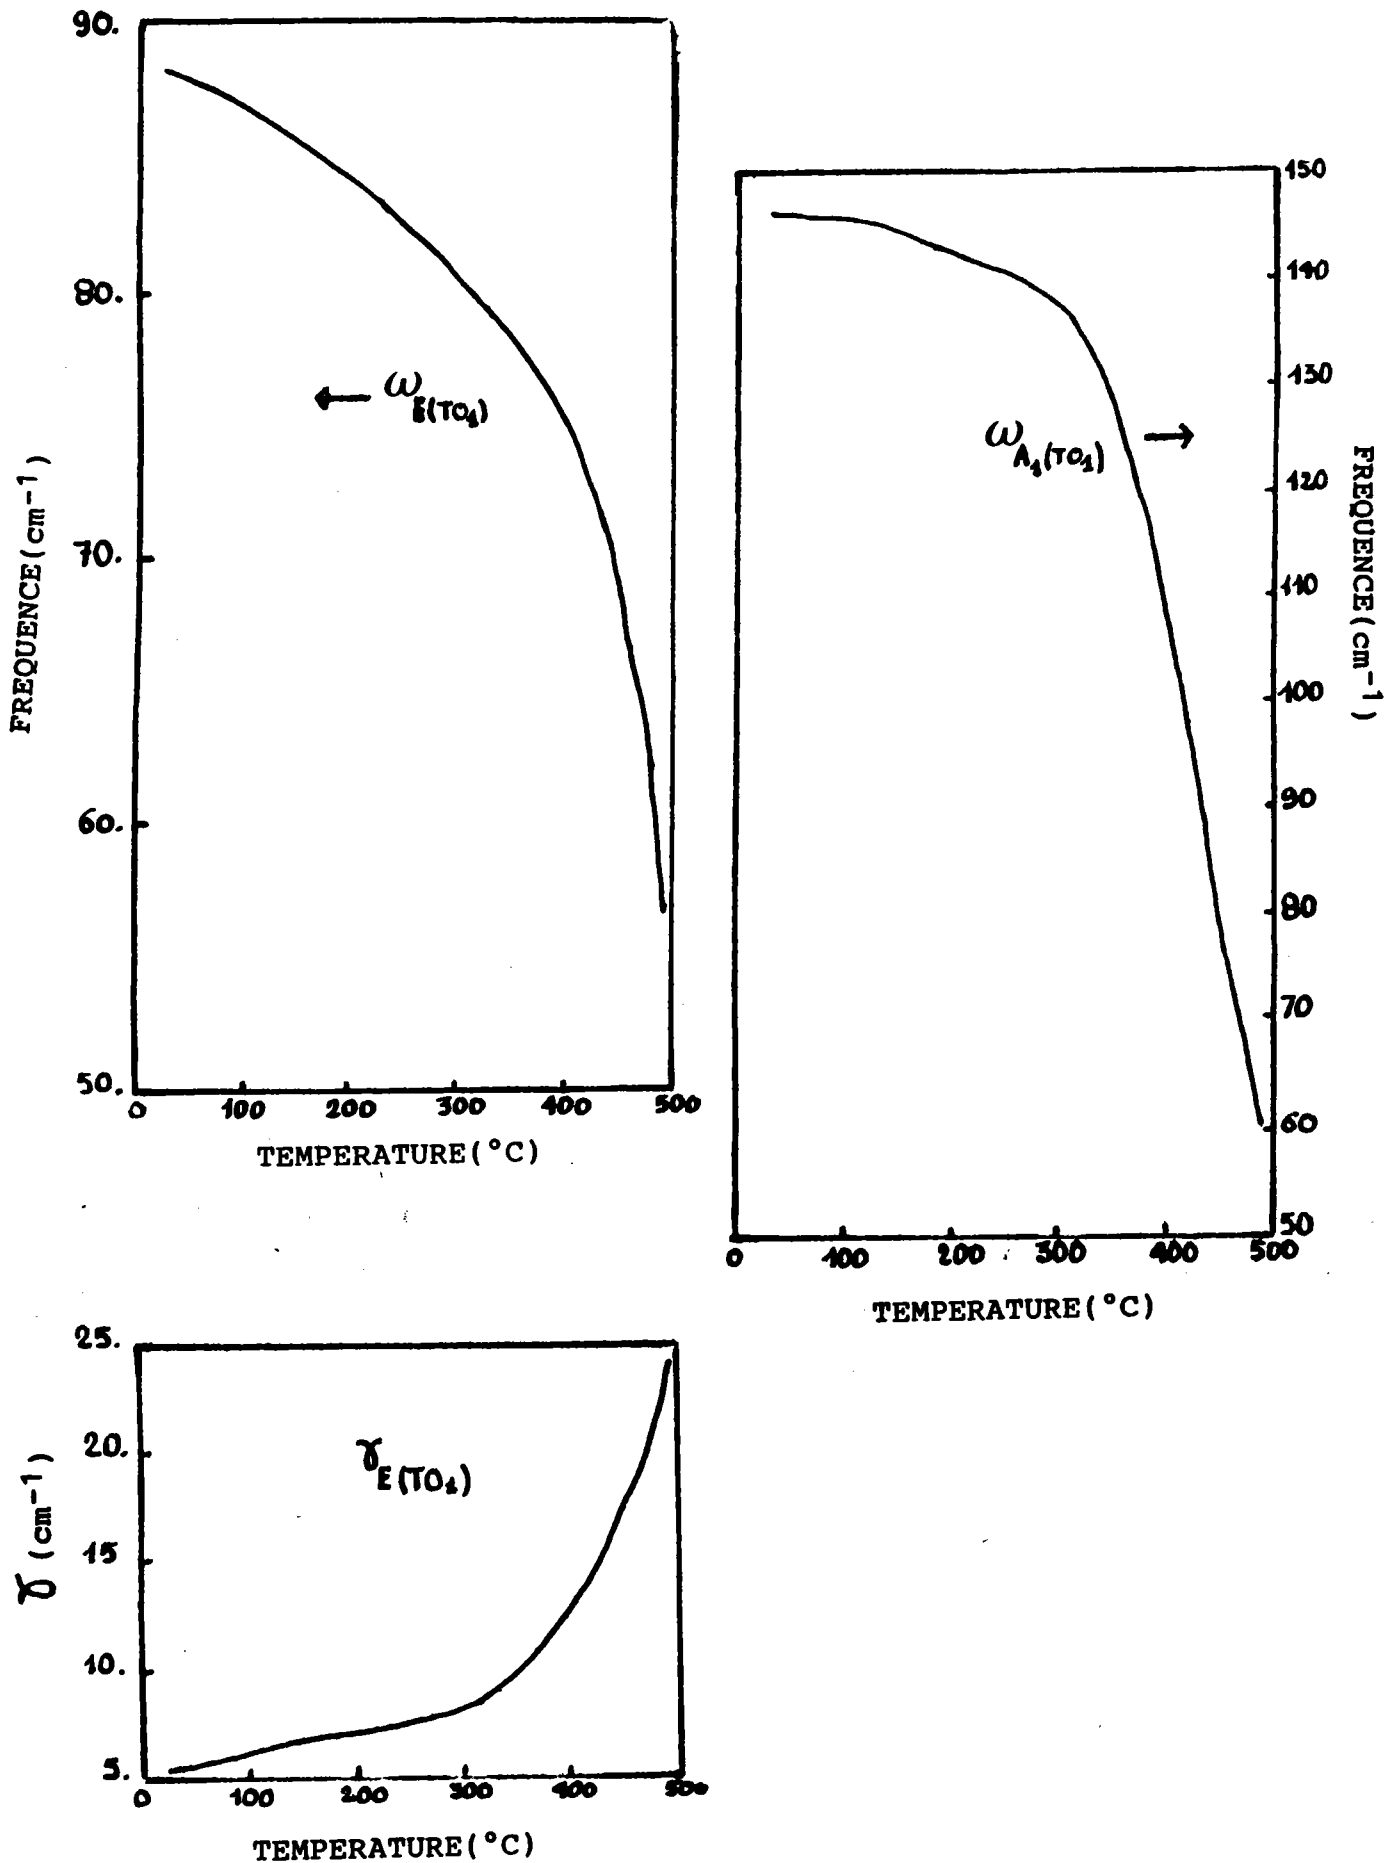 90.
80.
70.
60.
50.
FREQUENCE(cm⁻¹)
ω E(TO₁)
0 100 200 300 400 500
TEMPERATURE(°C)
150
140
130
120
110
100
90
80
70
60
50
FREQUENCE(cm⁻¹)
ω A₁(TO₁)
0 100 200 300 400 500
TEMPERATURE(°C)
25.
20.
15
10.
5.
γ (cm⁻¹)
γ E(TO₁)
0 100 200 300 400 500
TEMPERATURE(°C)